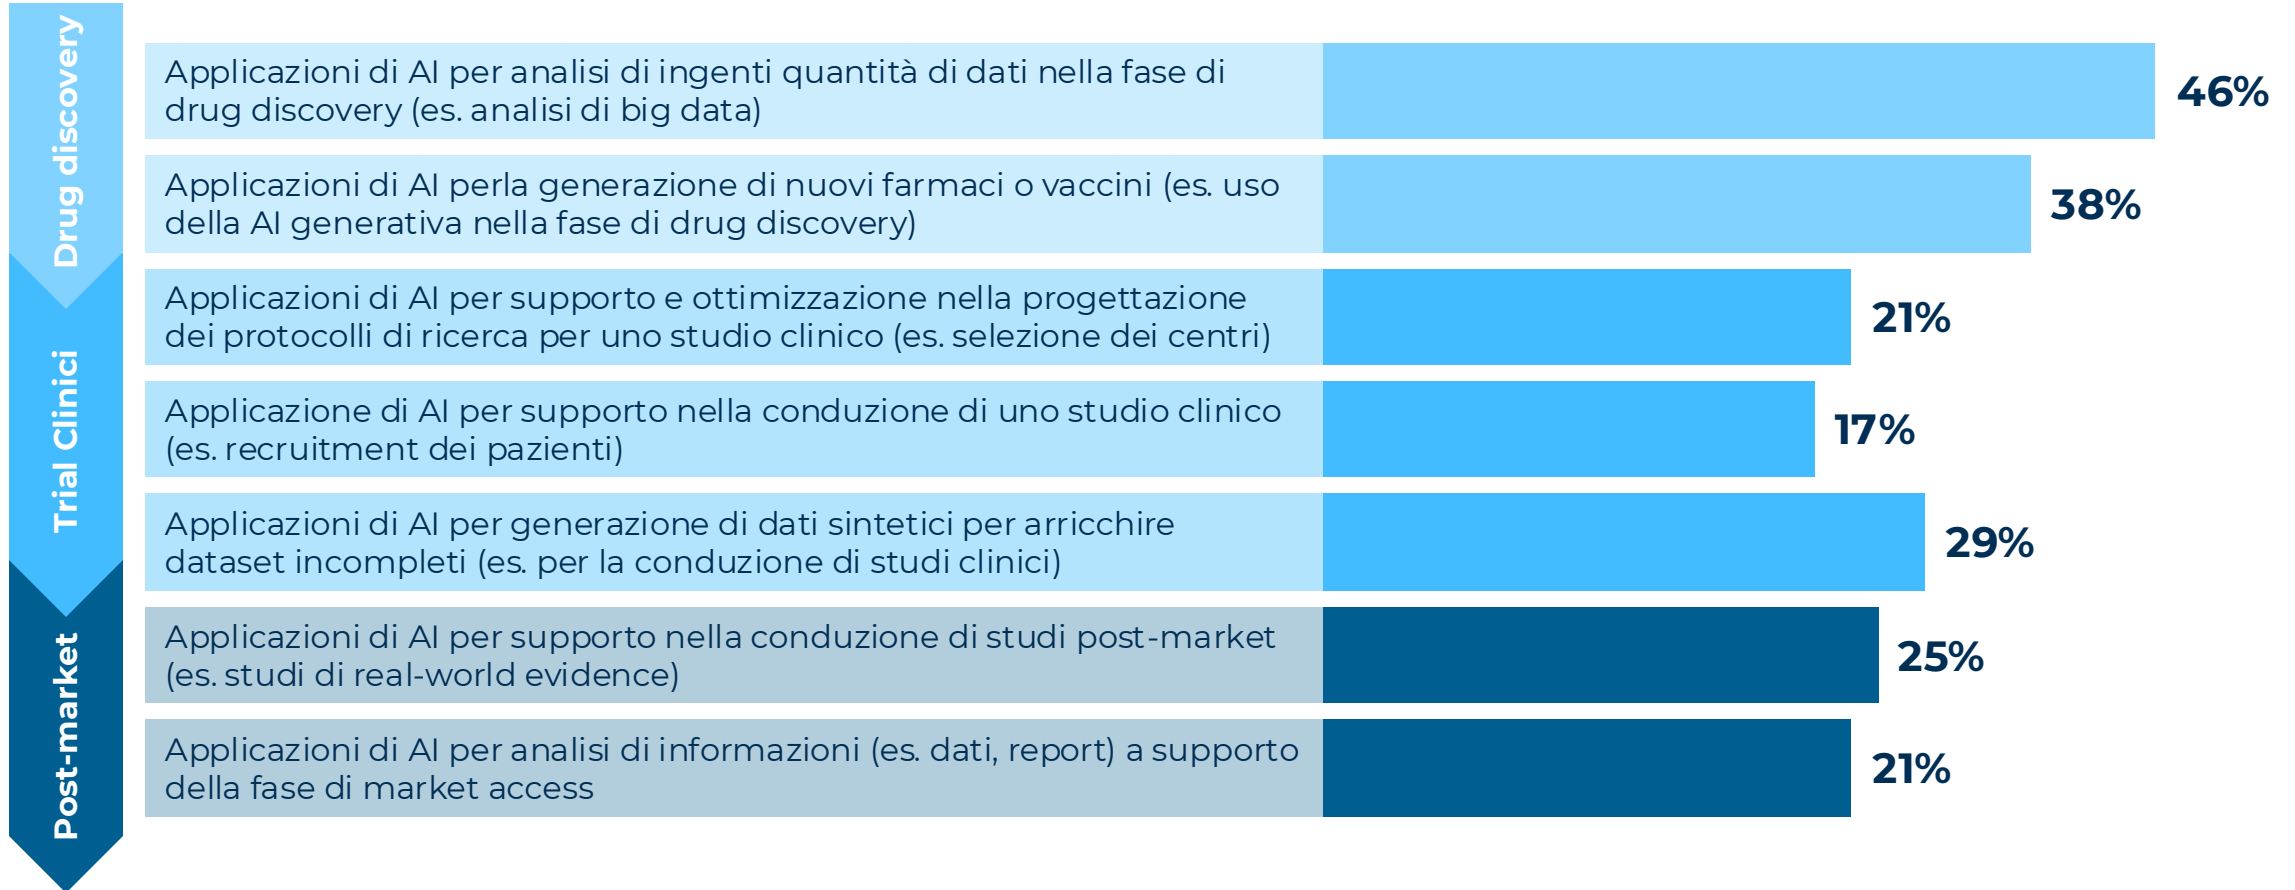 Drug discovery
Applicazioni di AI per analisi di ingenti quantità di dati nella fase di
drug discovery (es. analisi di big data)
46%
Applicazioni di AI perla generazione di nuovi farmaci o vaccini (es. uso
della AI generativa nella fase di drug discovery)
38%
Trial Clinici
Applicazioni di AI per supporto e ottimizzazione nella progettazione
dei protocolli di ricerca per uno studio clinico (es. selezione dei centri)
21%
Applicazione di AI per supporto nella conduzione di uno studio clinico
(es. recruitment dei pazienti)
17%
Applicazioni di AI per generazione di dati sintetici per arricchire
dataset incompleti (es. per la conduzione di studi clinici)
29%
Post-market
Applicazioni di AI per supporto nella conduzione di studi post-market
(es. studi di real-world evidence)
25%
Applicazioni di AI per analisi di informazioni (es. dati, report) a supporto
della fase di market access
21%